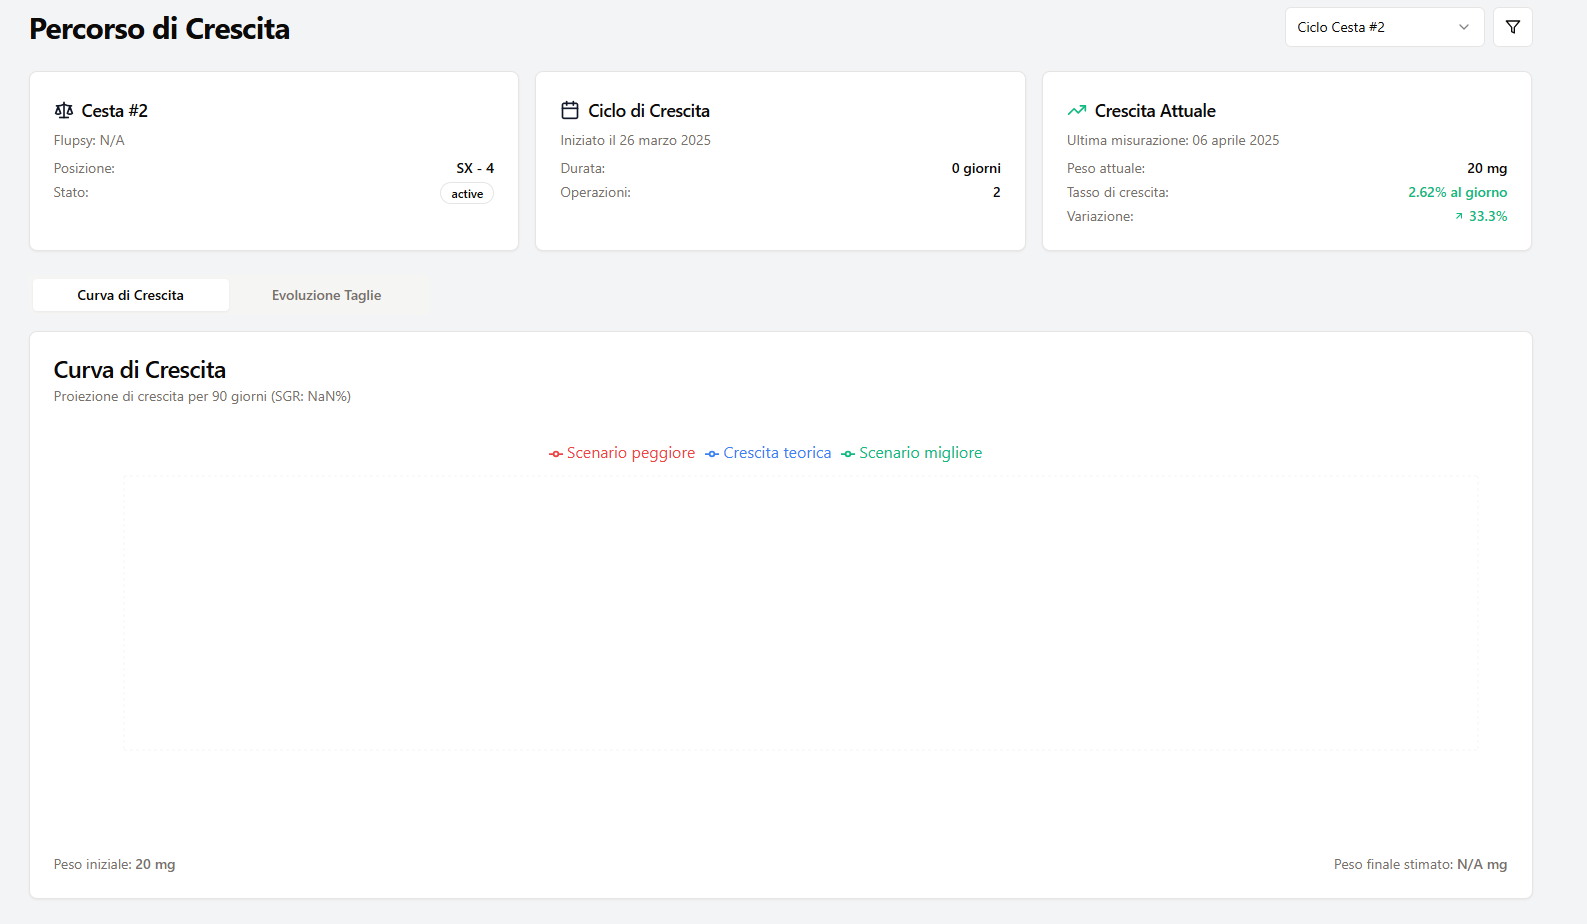 Percorso di Crescita
Ciclo Cesta #2
Cesta #2
Flupsy: N/A
Posizione: SX - 4
Stato: active
Ciclo di Crescita
Iniziato il 26 marzo 2025
Durata: 0 giorni
Operazioni: 2
Crescita Attuale
Ultima misurazione: 06 aprile 2025
Peso attuale: 20 mg
Tasso di crescita: 2.62% al giorno
Variazione: 33.3%
Curva di Crescita Evoluzione Taglie
Curva di Crescita
Proiezione di crescita per 90 giorni (SGR: NaN%)
Scenario peggiore Crescita teorica Scenario migliore
Peso iniziale: 20 mg Peso finale stimato: N/A mg